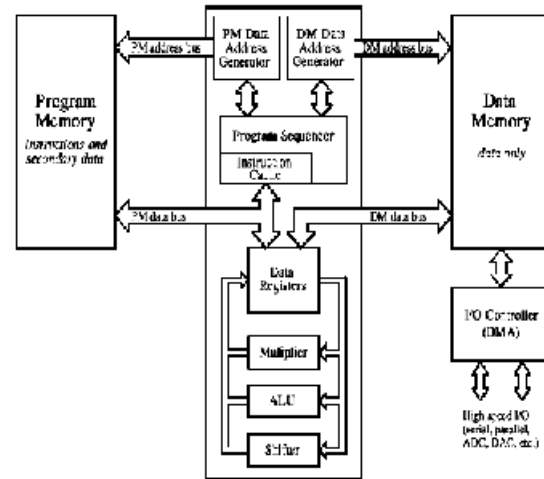 PM Data
Address
Generator
DM Data
Address
Generator
PM address bus
DM address bus
Program
Memory
instructions and
secondary data
Program Sequencer
Instruction
Cache
Data
Memory
data only
PM data bus
DM data bus
Data
Registers
Multiplier
ALU
Shifter
I/O Controller
(DMA)
High speed I/O
(serial, parallel,
ADC, DAC, etc.)